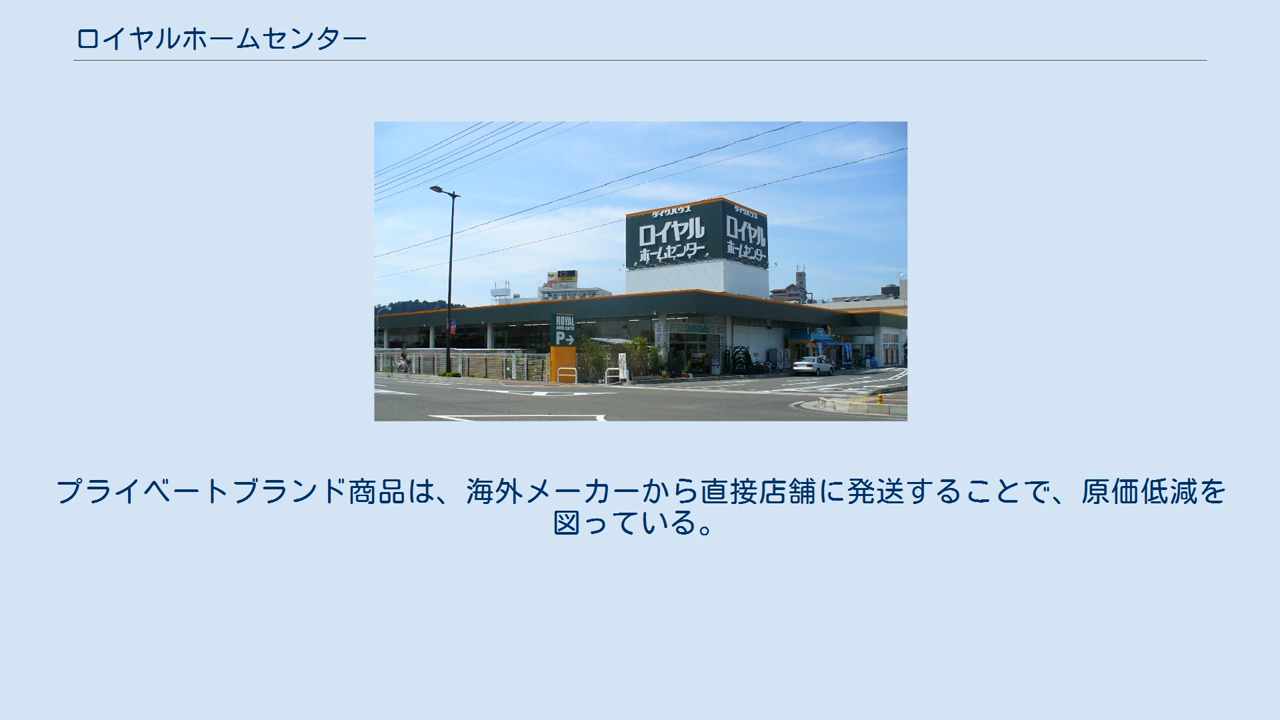 ロイヤルホームセンター
ダイワハウス
ロイヤル
ホームセンター
ダイワハウス
ロイヤル
ホームセンター
ROYAL
P→
プライベートブランド商品は、海外メーカーから直接店舗に発送することで、原価低減を
図っている。